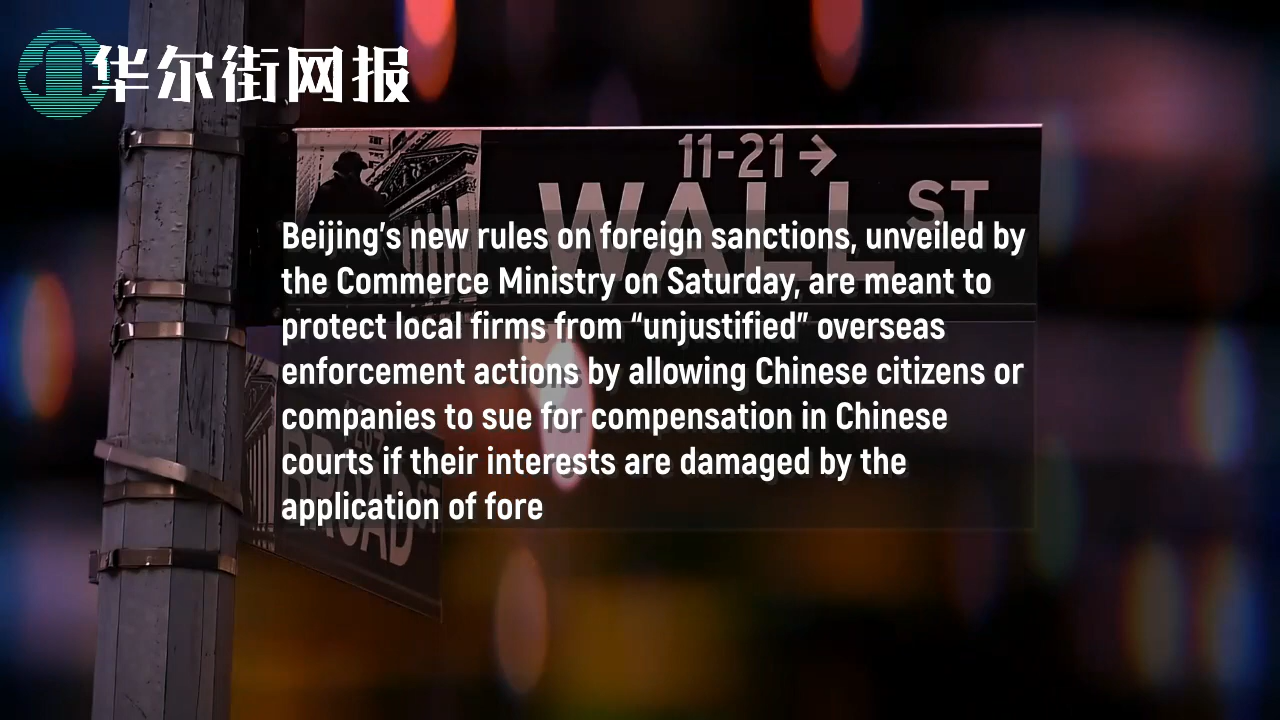 华尔街网报
11-21→
WALL ST
Beijing’s new rules on foreign sanctions, unveiled by
the Commerce Ministry on Saturday, are meant to
protect local firms from “unjustified” overseas
enforcement actions by allowing Chinese citizens or
companies to sue for compensation in Chinese
courts if their interests are damaged by the
application of fore
BROAD